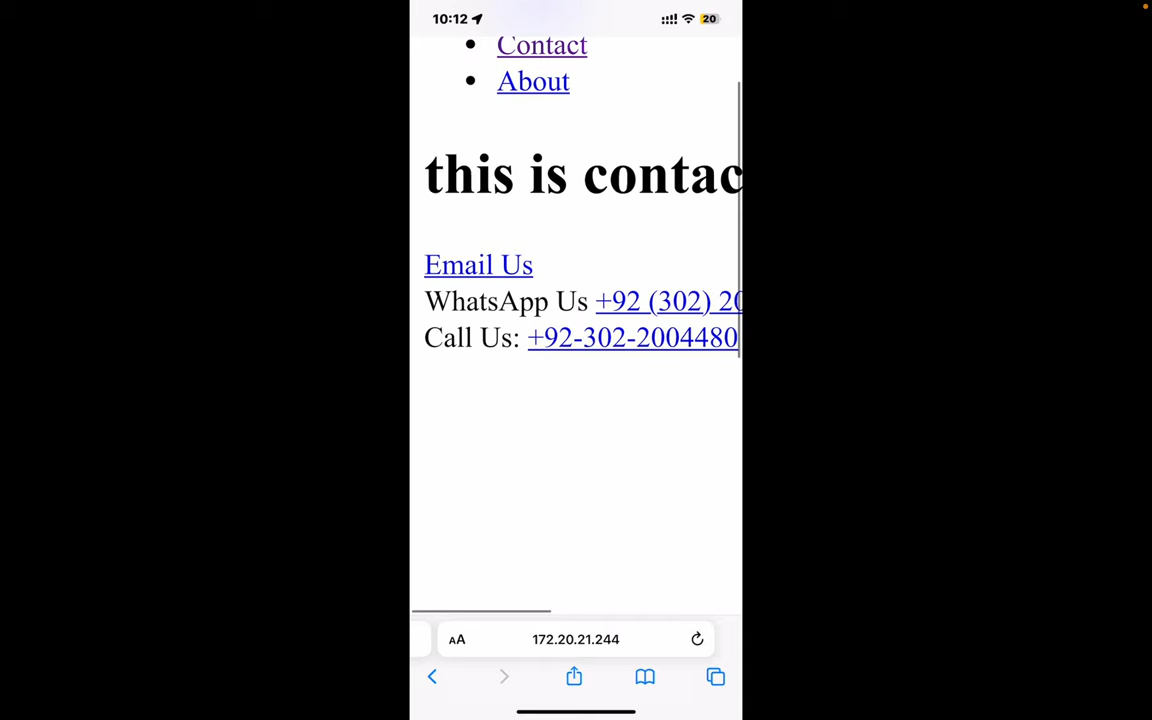 10:12
20
Contact
About
this is contac
Email Us
WhatsApp Us +92 (302) 20
Call Us: +92-302-2004480
AA 172.20.21.244